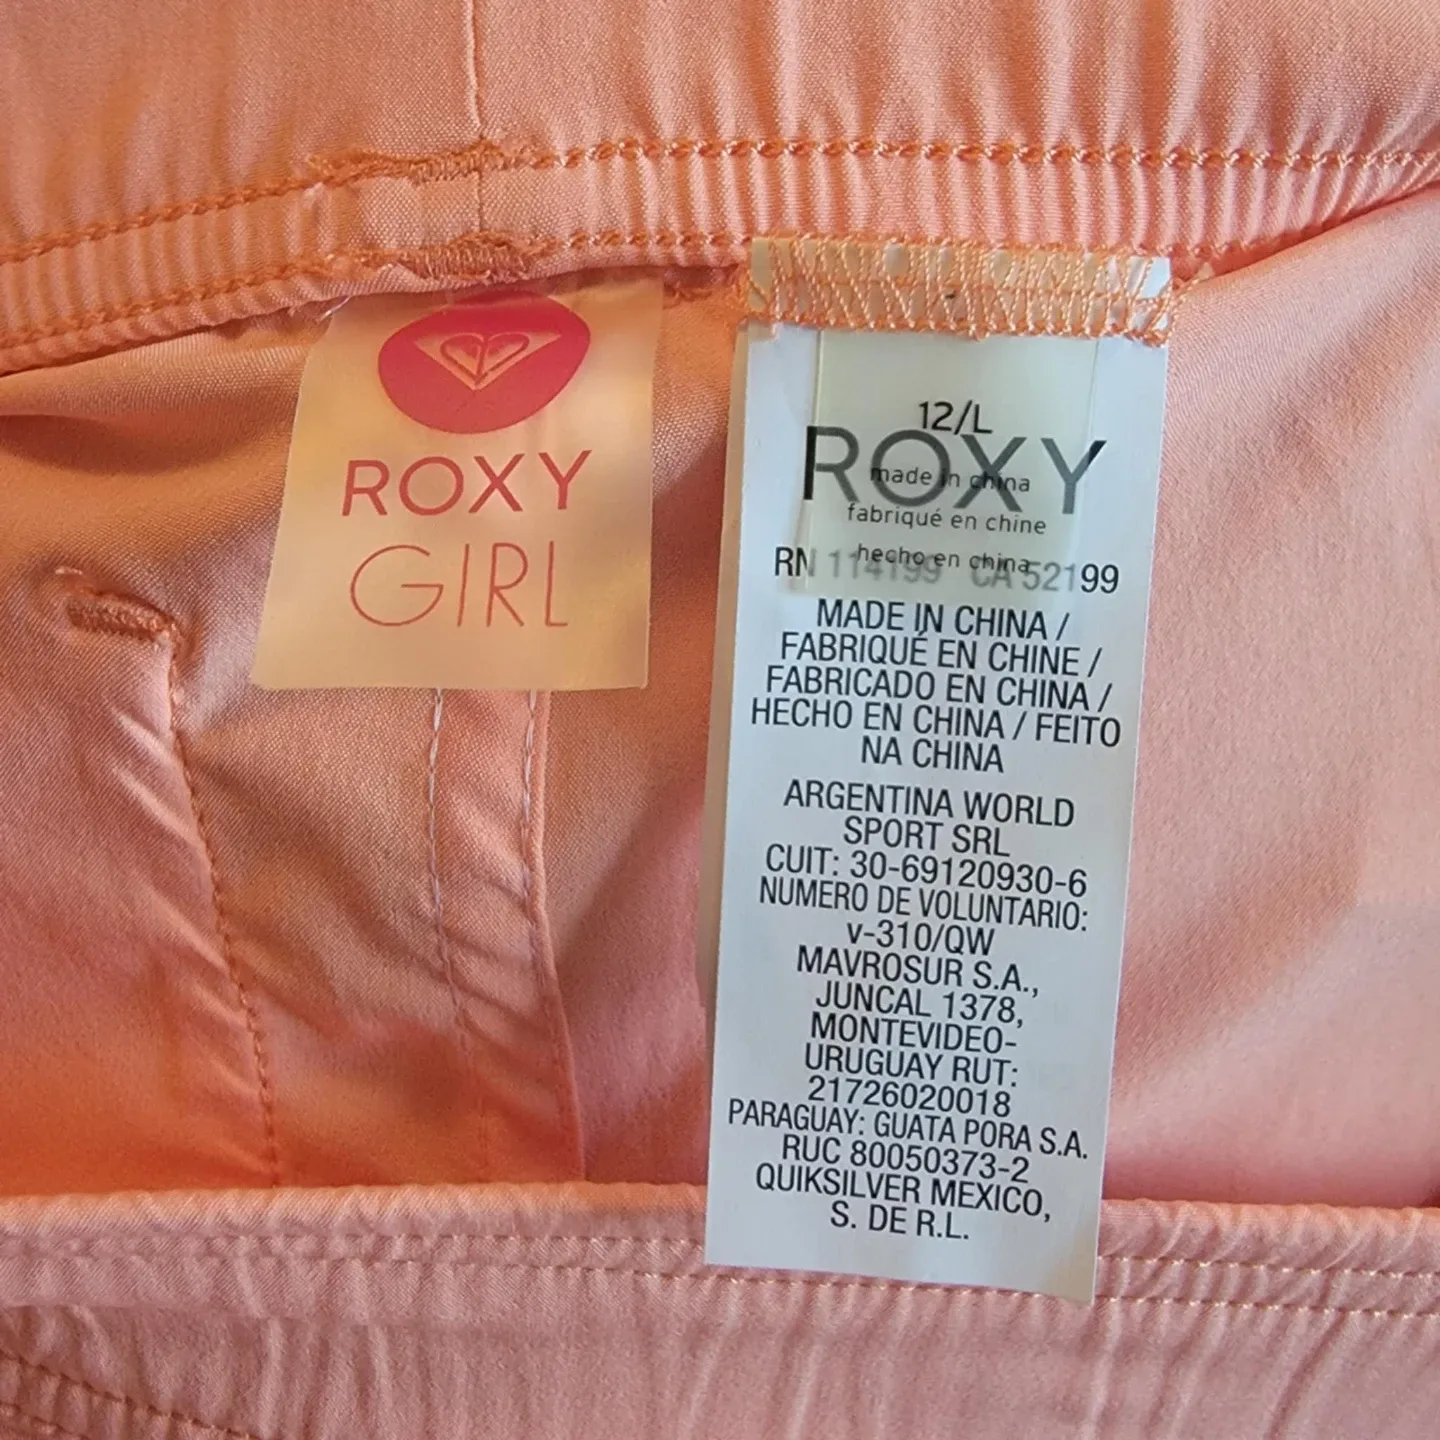 ROXY
GIRL
12/L
ROXY
made in china
fabriqué en chine
hecho en china
RN 114199 CA 52199
MADE IN CHINA /
FABRIQUÉ EN CHINE /
FABRICADO EN CHINA /
HECHO EN CHINA / FEITO
NA CHINA
ARGENTINA WORLD
SPORT SRL
CUIT: 30-69120930-6
NUMERO DE VOLUNTARIO:
v-310/QW
MAVROSUR S.A.,
JUNCAL 1378,
MONTEVIDEO-
URUGUAY RUT:
21726020018
PARAGUAY: GUATA PORA S.A.
RUC 80050373-2
QUIKSILVER MEXICO,
S. DE R.L.